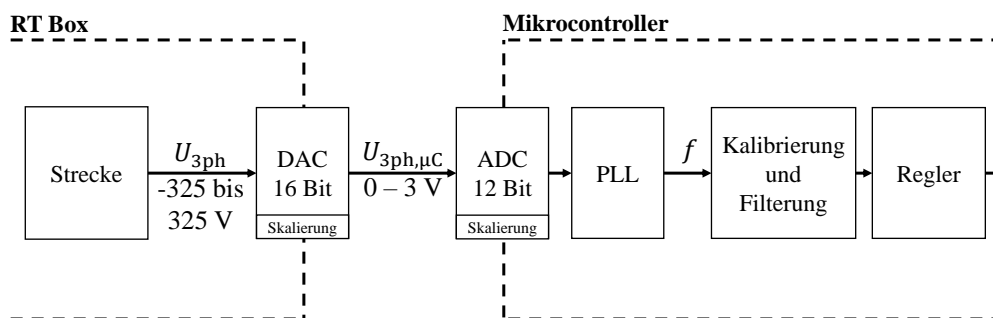 RT Box
Mikrocontroller
Strecke
U3ph
-325 bis
325 V
DAC
16 Bit
Skalierung
U3ph,µC
0 – 3 V
ADC
12 Bit
Skalierung
PLL
f
Kalibrierung
und
Filterung
Regler